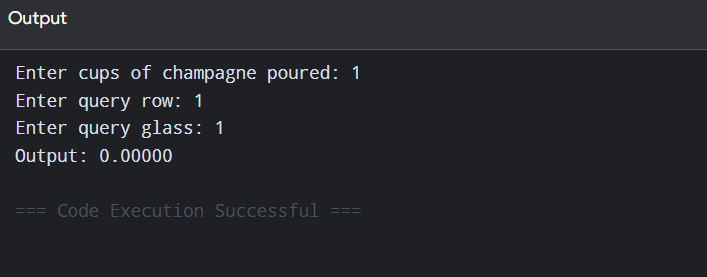 Output
Enter cups of champagne poured: 1
Enter query row: 1
Enter query glass: 1
Output: 0.00000
=== Code Execution Successful ===